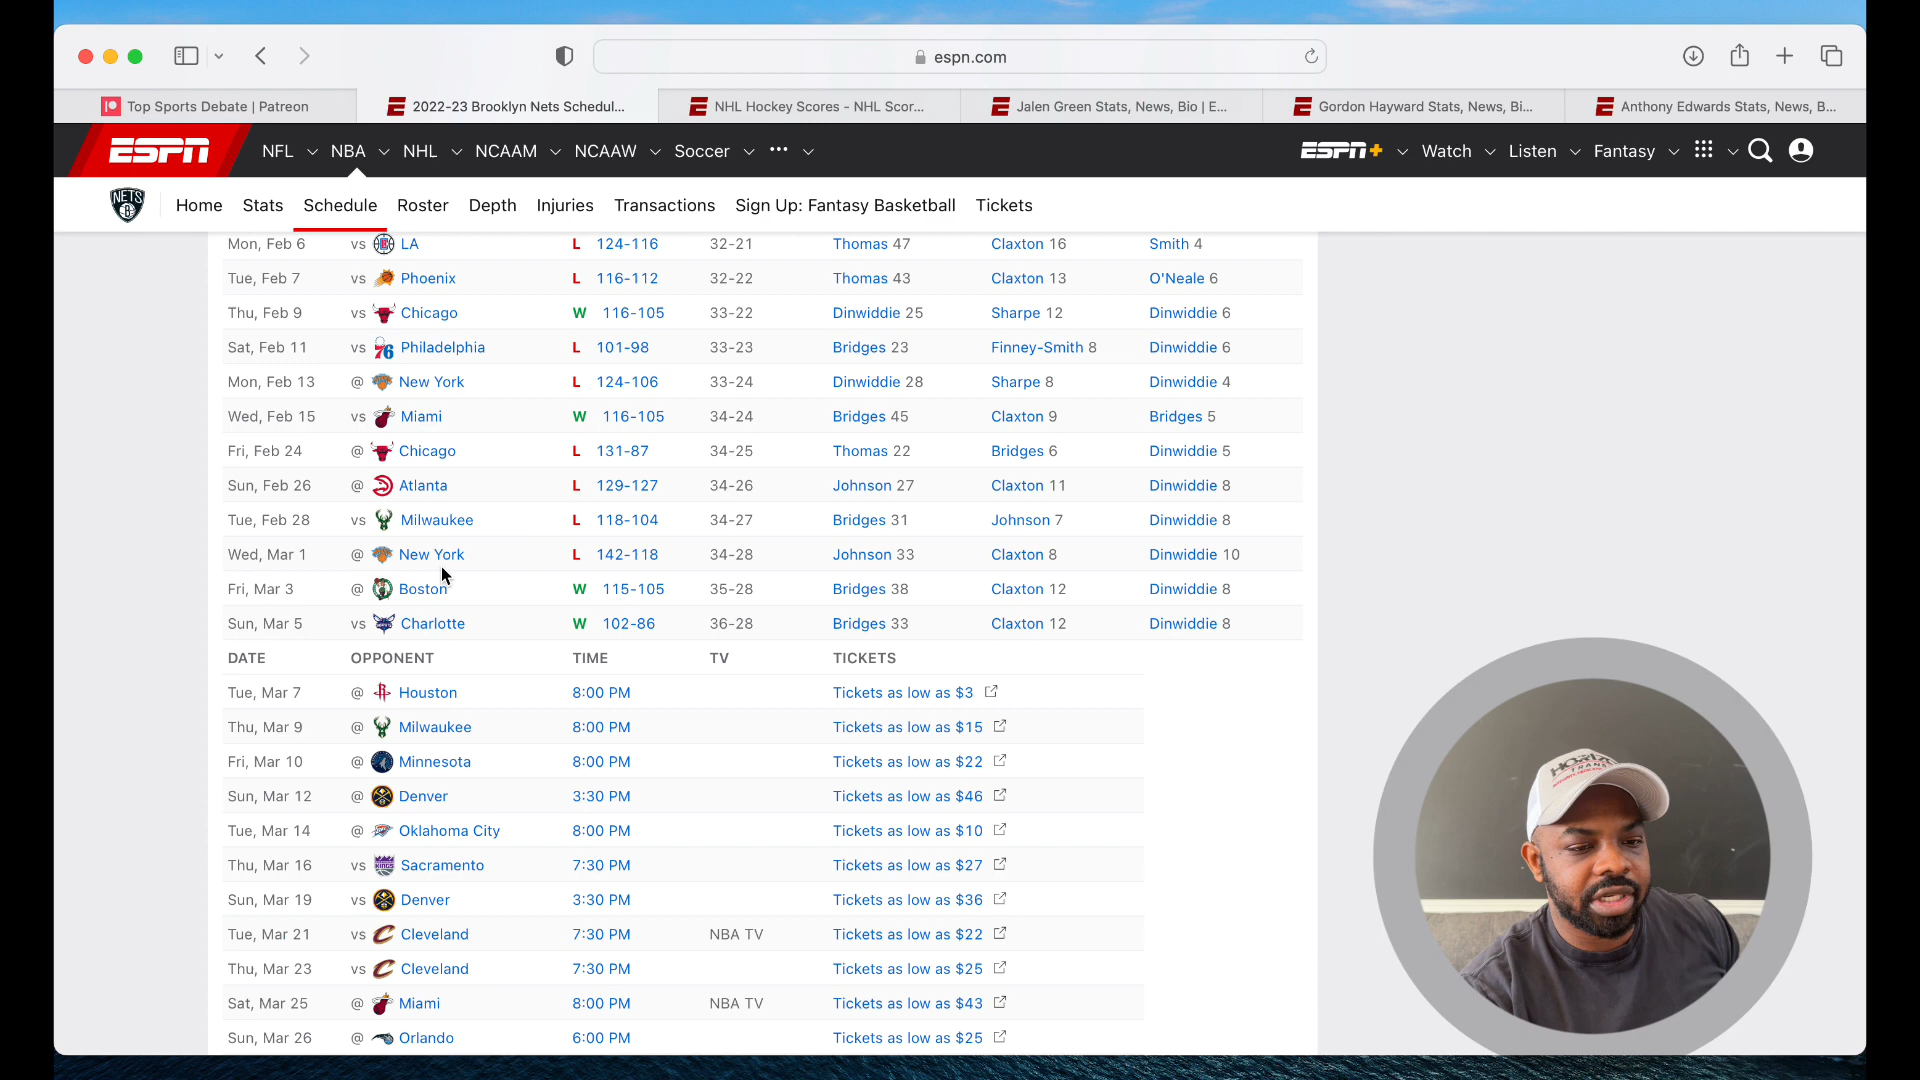 espn.com
Top Sports Debate | Patreon
2022-23 Brooklyn Nets Schedul...
NHL Hockey Scores - NHL Scor...
Jalen Green Stats, News, Bio | E...
Gordon Hayward Stats, News, Bi...
Anthony Edwards Stats, News, B...
ESPN NFL NBA NHL NCAAM NCAAW Soccer ••• ESPN+ Watch Listen Fantasy
NETS B Home Stats Schedule Roster Depth Injuries Transactions Sign Up: Fantasy Basketball Tickets
Mon, Feb 6 vs LA L 124-116 32-21 Thomas 47 Claxton 16 Smith 4
Tue, Feb 7 vs Phoenix L 116-112 32-22 Thomas 43 Claxton 13 O'Neale 6
Thu, Feb 9 vs Chicago W 116-105 33-22 Dinwiddie 25 Sharpe 12 Dinwiddie 6
Sat, Feb 11 vs Philadelphia L 101-98 33-23 Bridges 23 Finney-Smith 8 Dinwiddie 6
Mon, Feb 13 @ New York L 124-106 33-24 Dinwiddie 28 Sharpe 8 Dinwiddie 4
Wed, Feb 15 vs Miami W 116-105 34-24 Bridges 45 Claxton 9 Bridges 5
Fri, Feb 24 @ Chicago L 131-87 34-25 Thomas 22 Bridges 6 Dinwiddie 5
Sun, Feb 26 @ Atlanta L 129-127 34-26 Johnson 27 Claxton 11 Dinwiddie 8
Tue, Feb 28 vs Milwaukee L 118-104 34-27 Bridges 31 Johnson 7 Dinwiddie 8
Wed, Mar 1 @ New York L 142-118 34-28 Johnson 33 Claxton 8 Dinwiddie 10
Fri, Mar 3 @ Boston W 115-105 35-28 Bridges 38 Claxton 12 Dinwiddie 8
Sun, Mar 5 vs Charlotte W 102-86 36-28 Bridges 33 Claxton 12 Dinwiddie 8
DATE OPPONENT TIME TV TICKETS
Tue, Mar 7 @ Houston 8:00 PM Tickets as low as $3
Thu, Mar 9 @ Milwaukee 8:00 PM Tickets as low as $15
Fri, Mar 10 @ Minnesota 8:00 PM Tickets as low as $22
Sun, Mar 12 @ Denver 3:30 PM Tickets as low as $46
Tue, Mar 14 @ Oklahoma City 8:00 PM Tickets as low as $10
Thu, Mar 16 vs Sacramento 7:30 PM Tickets as low as $27
Sun, Mar 19 vs Denver 3:30 PM Tickets as low as $36
Tue, Mar 21 vs Cleveland 7:30 PM NBA TV Tickets as low as $22
Thu, Mar 23 vs Cleveland 7:30 PM Tickets as low as $25
Sat, Mar 25 @ Miami 8:00 PM NBA TV Tickets as low as $43
Sun, Mar 26 @ Orlando 6:00 PM Tickets as low as $25